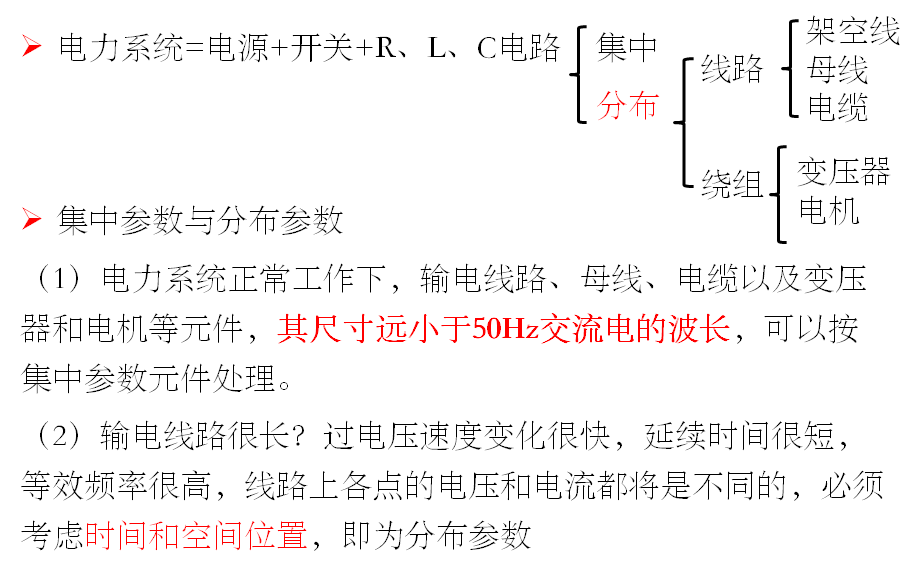 电力系统=电源+开关+R、L、C电路
集中
分布
线路
架空线
母线
电缆
绕组
变压器
电机
集中参数与分布参数
（1）电力系统正常工作下，输电线路、母线、电缆以及变压
器和电机等元件，其尺寸远小于50Hz交流电的波长，可以按
集中参数元件处理。
（2）输电线路很长？过电压速度变化很快，延续时间很短，
等效频率很高，线路上各点的电压和电流都将是不同的，必须
考虑时间和空间位置，即为分布参数